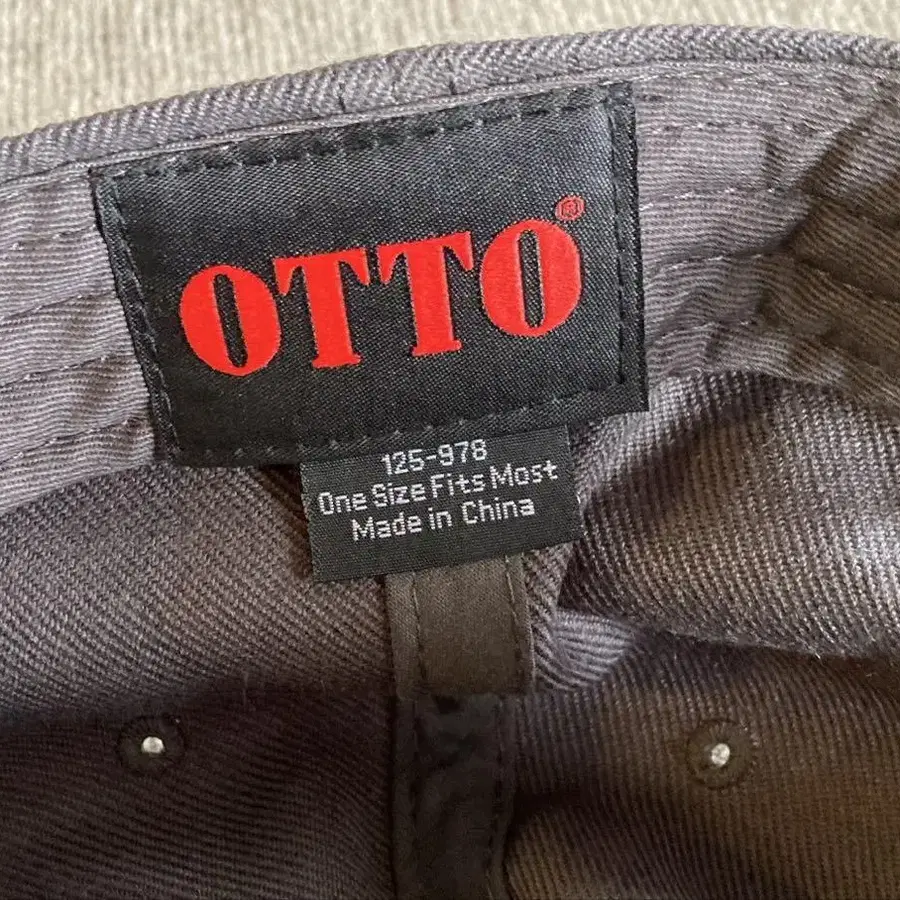 OTTO®
125-978
One Size Fits Most
Made in China